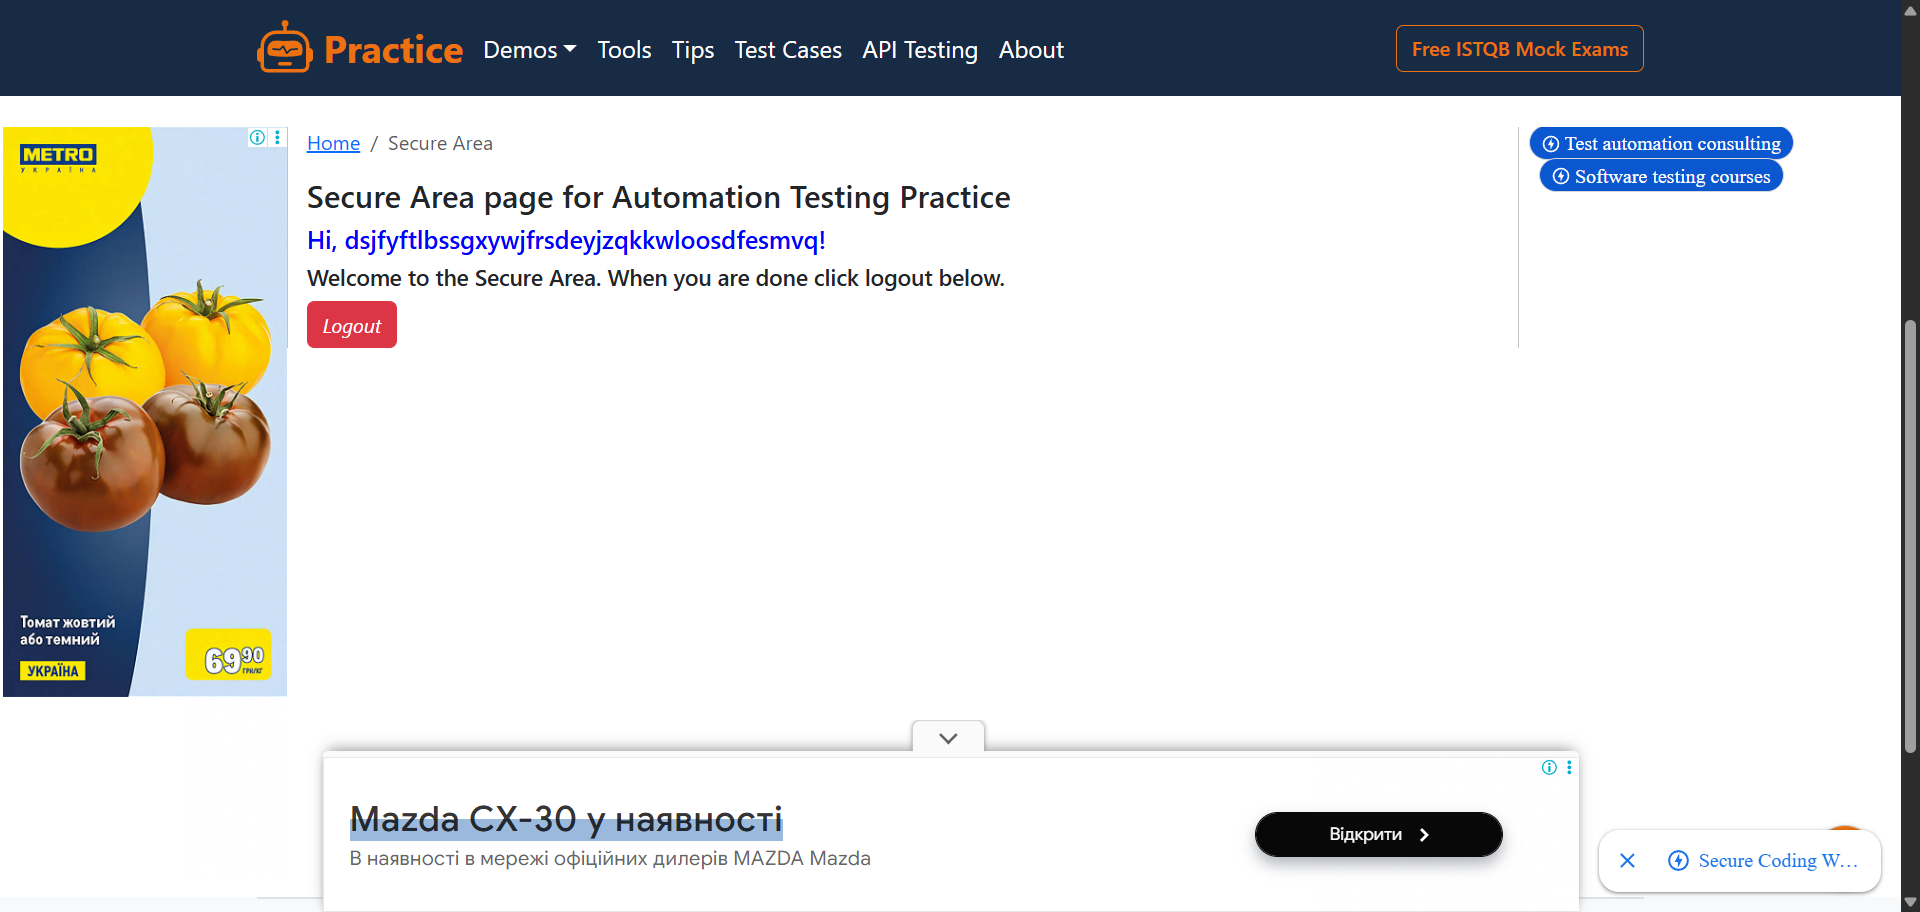 Practice
Demos Tools Tips Test Cases API Testing About
Free ISTQB Mock Exams
METRO
УКРАЇНА
Томат жовтий
або темний
УКРАЇНА
69 90
ГРН/КГ
Home / Secure Area
Secure Area page for Automation Testing Practice
Hi, dsjfyftlbssgxywjfrsdeyjzqkkwloosdfesmvq!
Welcome to the Secure Area. When you are done click logout below.
Logout
Test automation consulting
Software testing courses
Mazda CX-30 у наявності
В наявності в мережі офіційних дилерів MAZDA Mazda
Відкрити
Secure Coding W...